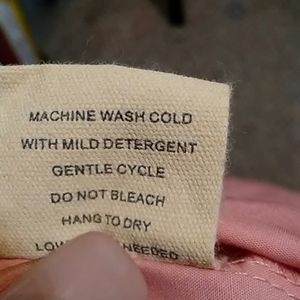 MACHINE WASH COLD
WITH MILD DETERGENT
GENTLE CYCLE
DO NOT BLEACH
HANG TO DRY
LOW NEEDED